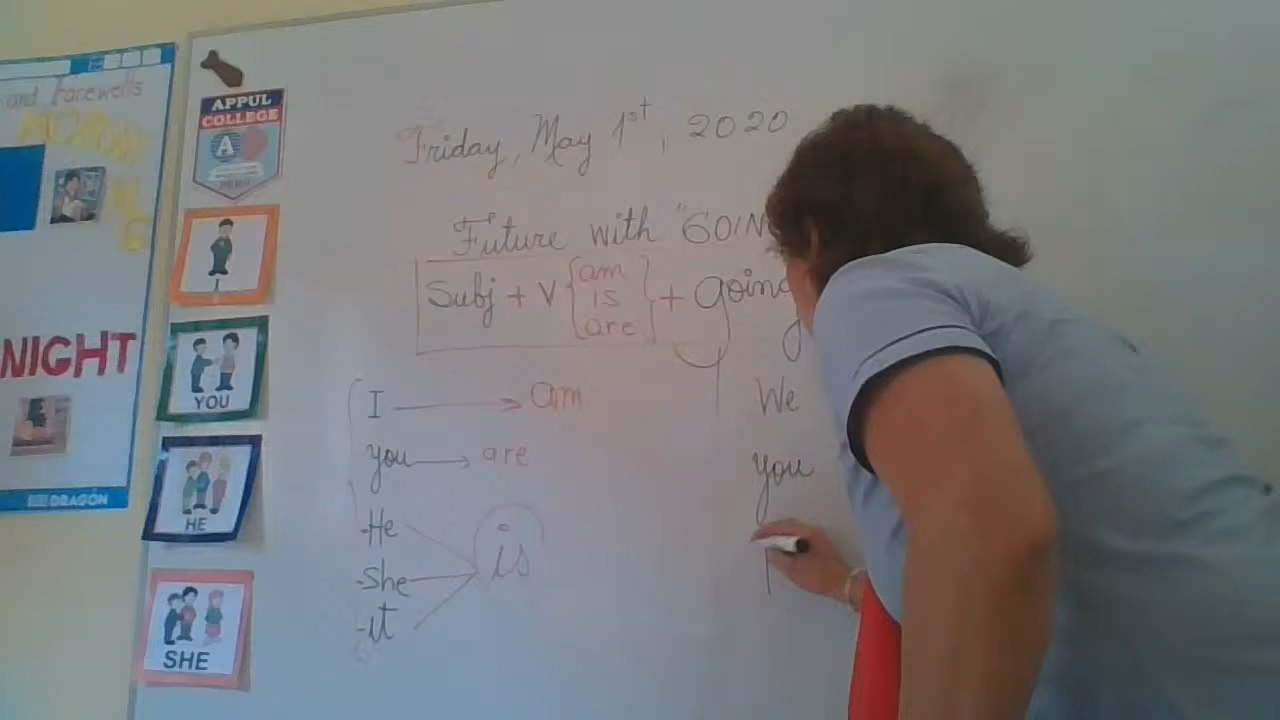 and Farewells
NIGHT
DRAGON
APPUL
COLLEGE
A
I
YOU
HE
SHE
Friday, May 1st, 2020
Future with "GOING
Subj + V { am is are } + going
I → am
you → are
-He
-She is
-it
We
you